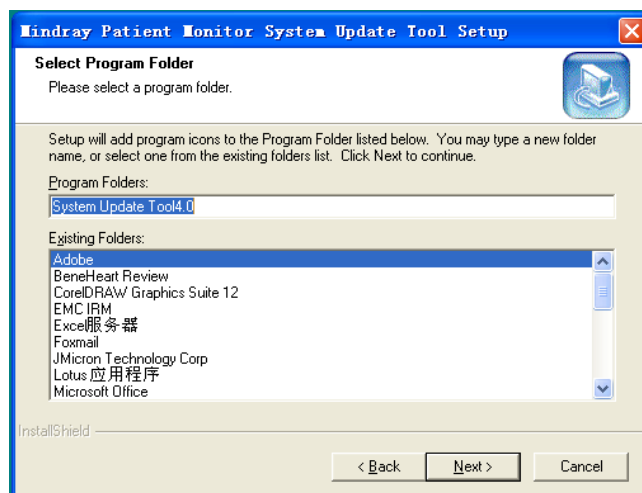 Mindray Patient Monitor System Update Tool Setup
Select Program Folder
Please select a program folder.
Setup will add program icons to the Program Folder listed below. You may type a new folder
name, or select one from the existing folders list. Click Next to continue.
Program Folders:
System Update Tool4.0
Existing Folders:
Adobe
BeneHeart Review
CorelDRAW Graphics Suite 12
EMC IRM
Excel服务器
Foxmail
JMicron Technology Corp
Lotus 应用程序
Microsoft Office
InstallShield
< Back Next > Cancel